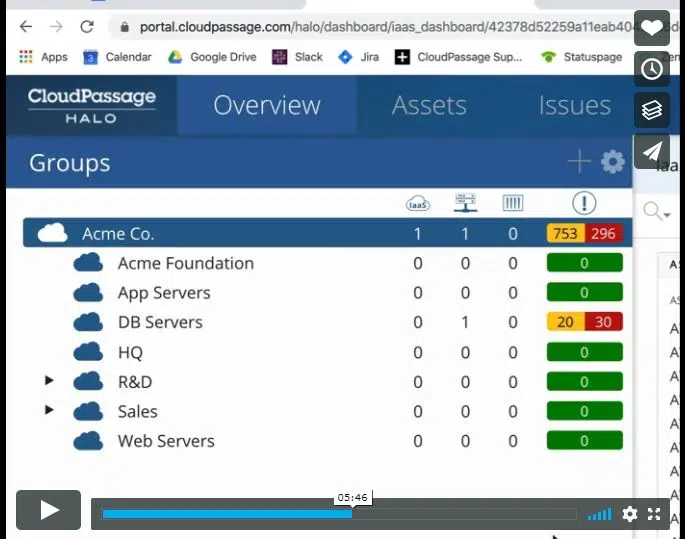 portal.cloudpassage.com/halo/dashboard/iaas_dashboard/42378d52259a11eab40
Apps 3 Calendar Google Drive Slack Jira CloudPassage Sup... Statuspage
CloudPassage
HALO
Overview Assets Issues
Groups
IaaS
Acme Co. 1 1 0 753 296
Acme Foundation 0 0 0 0
App Servers 0 0 0 0
DB Servers 0 1 0 20 30
HQ 0 0 0 0
R&D 0 0 0 0
Sales 0 0 0 0
Web Servers 0 0 0 0
05:46